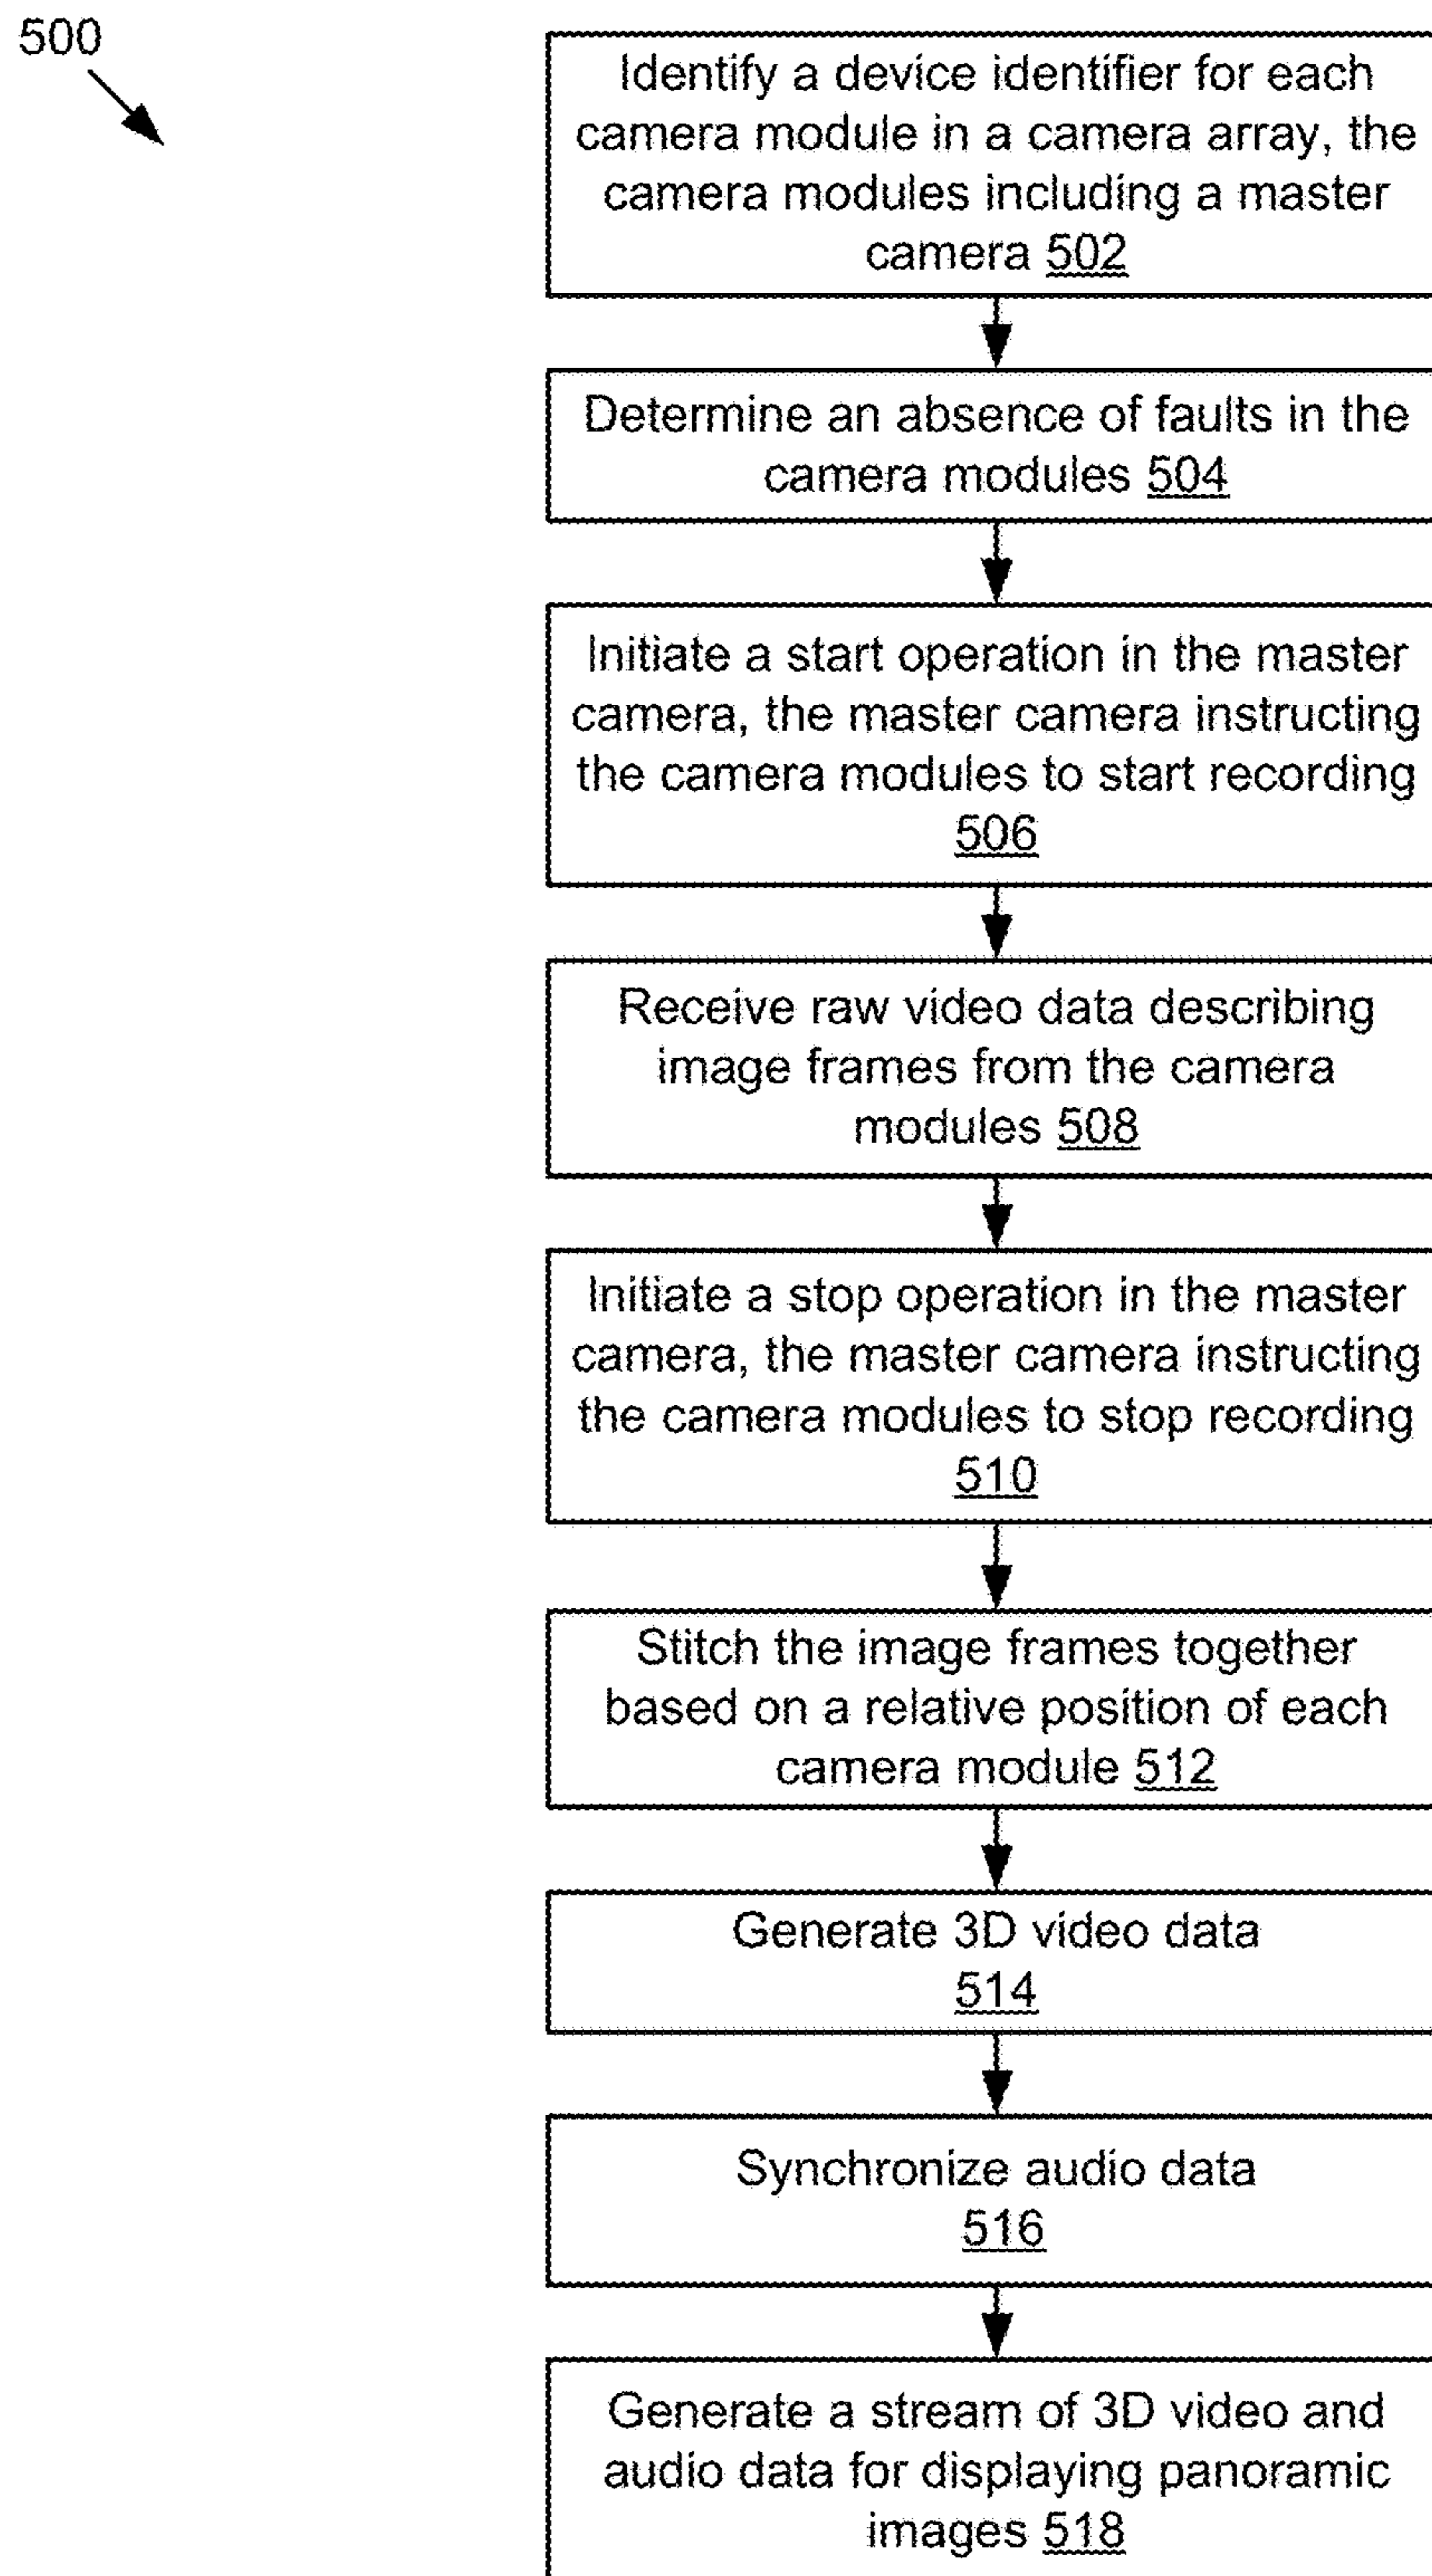 500
Identify a device identifier for each
camera module in a camera array, the
camera modules including a master
camera 502
Determine an absence of faults in the
camera modules 504
Initiate a start operation in the master
camera, the master camera instructing
the camera modules to start recording
506
Receive raw video data describing
image frames from the camera
modules 508
Initiate a stop operation in the master
camera, the master camera instructing
the camera modules to stop recording
510
Stitch the image frames together
based on a relative position of each
camera module 512
Generate 3D video data
514
Synchronize audio data
516
Generate a stream of 3D video and
audio data for displaying panoramic
images 518